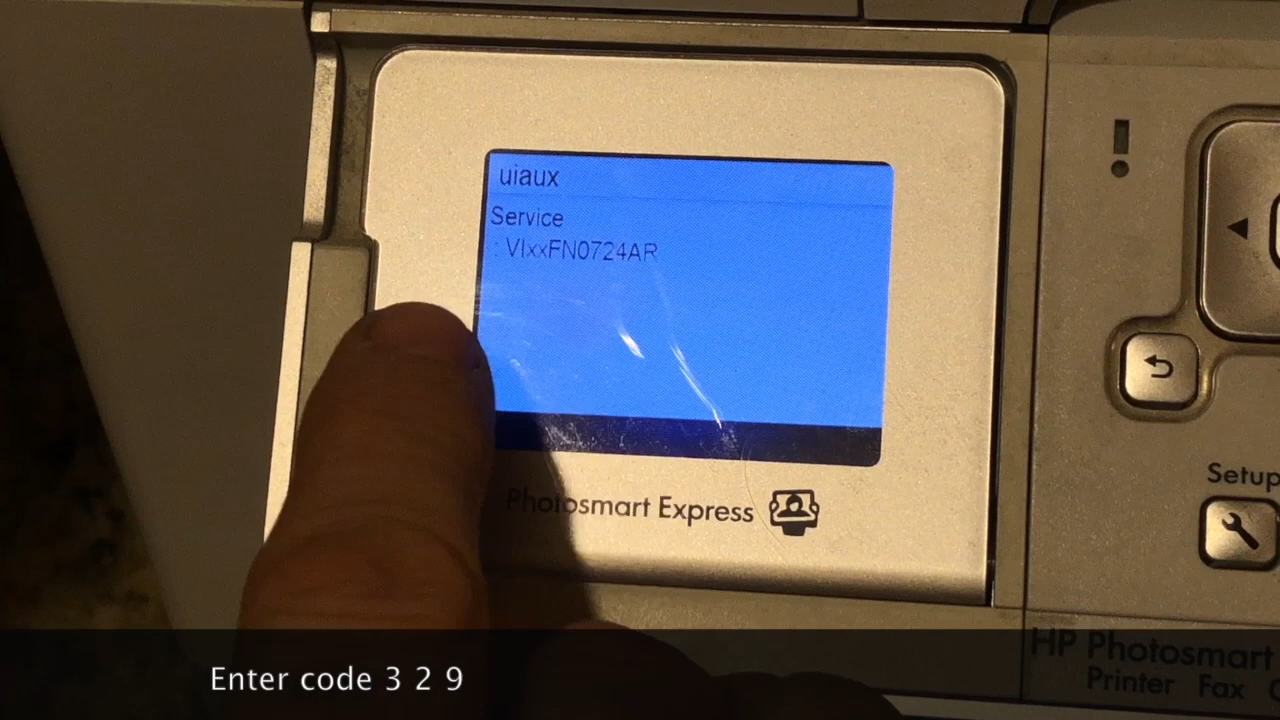 uiaux
Service
: VIxxFN0724AR
Photosmart Express
Setup
HP Photosmart
Printer Fax
Enter code 3 2 9